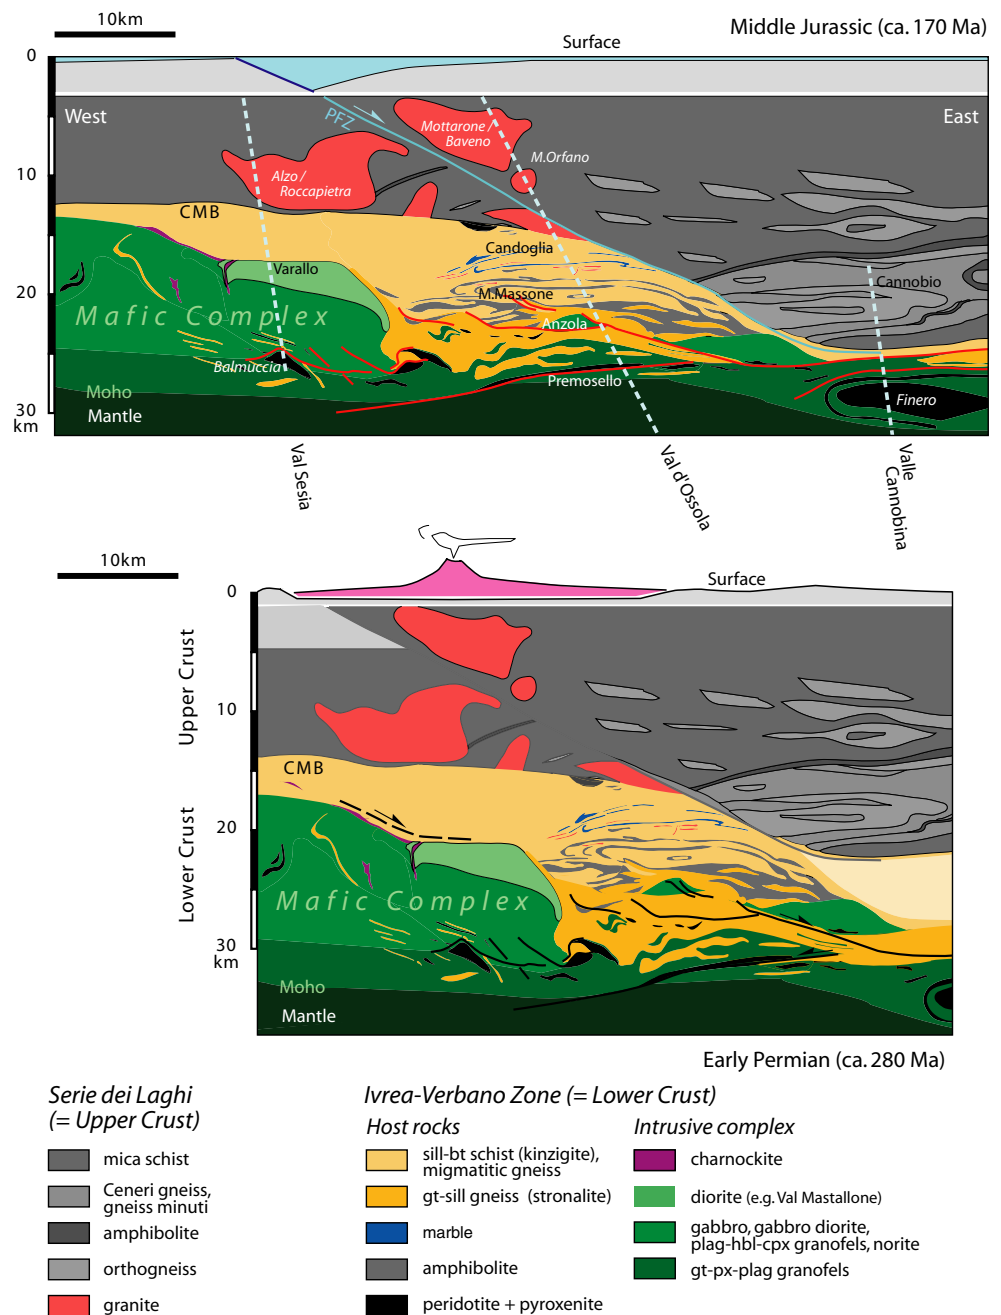 10km
Middle Jurassic (ca. 170 Ma)
Surface
0
West
East
PFZ
Mottarone /
Baveno
M.Orfano
10
Alzo /
Roccapietra
CMB
Candoglia
Varallo
Cannobio
20
M.Massone
Mafic Complex
Anzola
Balmuccia
Premosello
Moho
Finero
30
Mantle
km
Val Sesia
Val d'Ossola
Valle
Cannobina
10km
Surface
0
Upper Crust
10
CMB
20
Lower Crust
Mafic Complex
30
km
Moho
Mantle
Early Permian (ca. 280 Ma)
Serie dei Laghi
(= Upper Crust)
mica schist
Ceneri gneiss,
gneiss minuti
amphibolite
orthogneiss
granite
Ivrea-Verbano Zone (= Lower Crust)
Host rocks
sill-bt schist (kinzigite),
migmatitic gneiss
gt-sill gneiss (stronalite)
marble
amphibolite
peridotite + pyroxenite
Intrusive complex
charnockite
diorite (e.g. Val Mastallone)
gabbro, gabbro diorite,
plag-hbl-cpx granofels, norite
gt-px-plag granofels